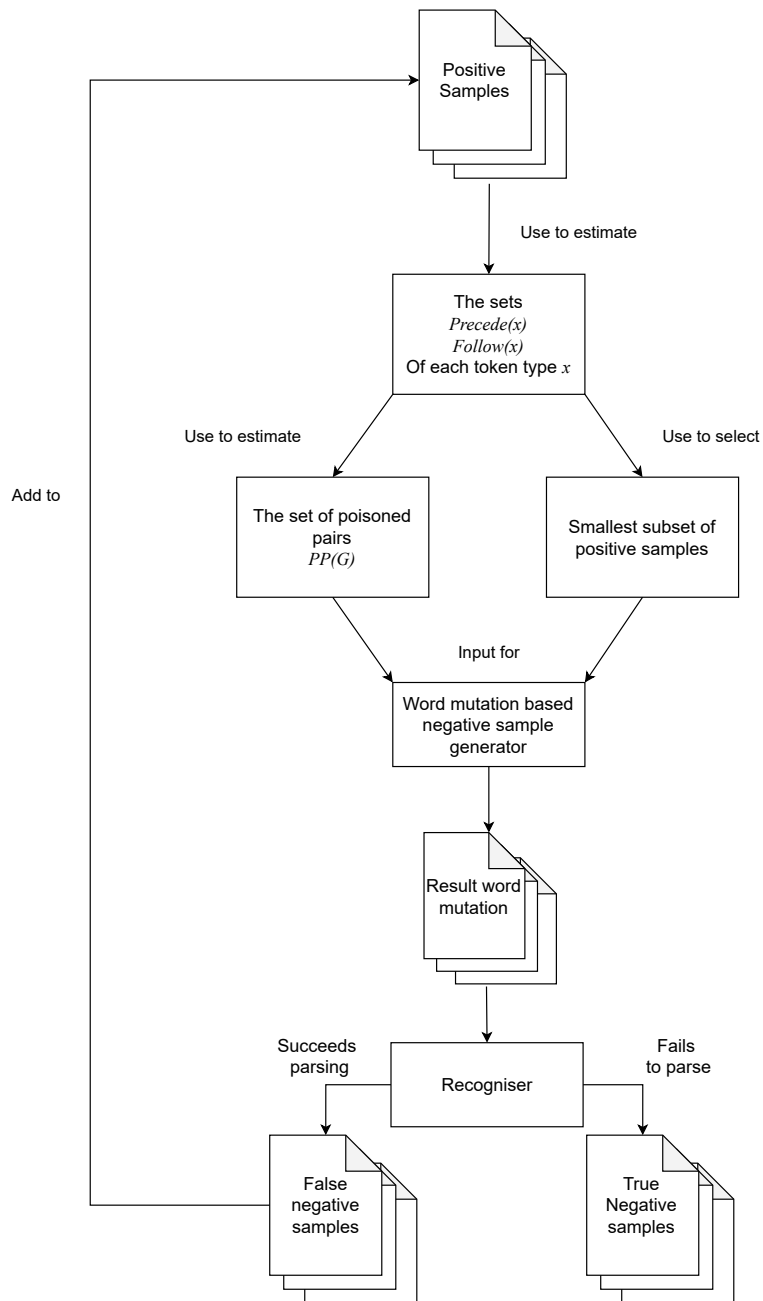 Positive
Samples
Use to estimate
The sets
Precede(x)
Follow(x)
Of each token type x
Use to estimate
Use to select
Add to
The set of poisoned
pairs
PP(G)
Smallest subset of
positive samples
Input for
Word mutation based
negative sample
generator
Result word
mutation
Succeeds
parsing
Fails
to parse
Recogniser
False
negative
samples
True
Negative
samples